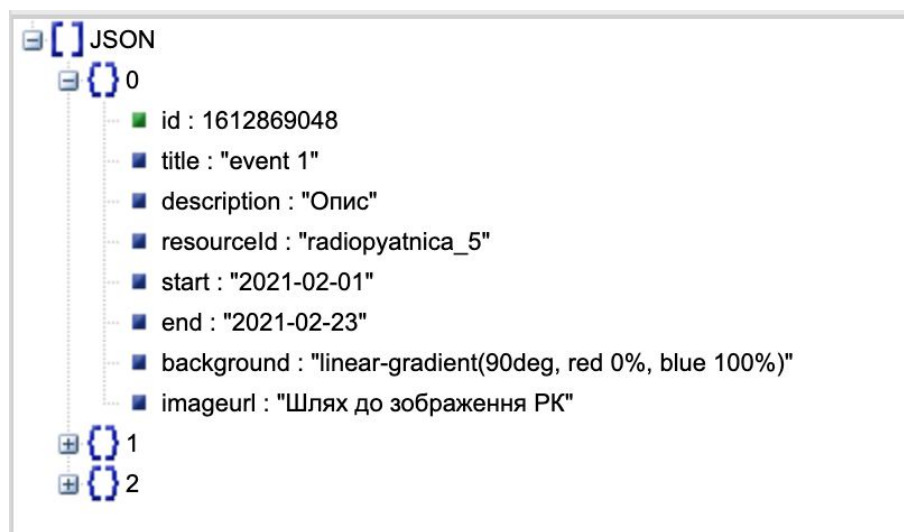 JSON
0
id : 1612869048
title : "event 1"
description : "Опис"
resourceId : "radiopyatnica_5"
start : "2021-02-01"
end : "2021-02-23"
background : "linear-gradient(90deg, red 0%, blue 100%)"
imageurl : "Шлях до зображення РК"
1
2